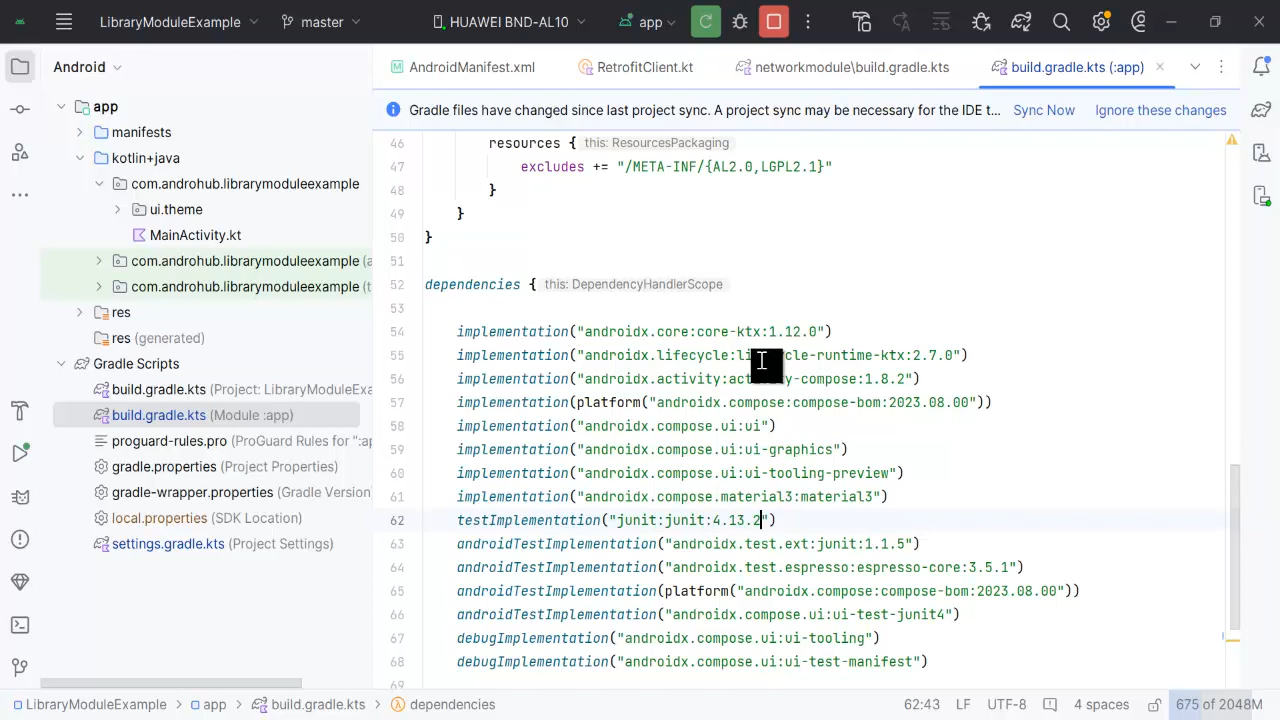 LibraryModuleExample
master
HUAWEI BND-AL10
app
Android
AndroidManifest.xml
RetrofitClient.kt
networkmodule\build.gradle.kts
build.gradle.kts (:app)
Gradle files have changed since last project sync. A project sync may be necessary for the IDE t... Sync Now Ignore these changes
app
manifests
kotlin+java
com.androhub.librarymoduleexample
ui.theme
MainActivity.kt
com.androhub.librarymoduleexample (a
com.androhub.librarymoduleexample (t
res
res (generated)
Gradle Scripts
build.gradle.kts (Project: LibraryModuleExa
build.gradle.kts (Module :app)
proguard-rules.pro (ProGuard Rules for ":ap
gradle.properties (Project Properties)
gradle-wrapper.properties (Gradle Version
local.properties (SDK Location)
settings.gradle.kts (Project Settings)
46 resources { this: ResourcesPackaging
47 excludes += "/META-INF/{AL2.0,LGPL2.1}"
48 }
49 }
50 }
51
52 dependencies { this: DependencyHandlerScope
53
54 implementation("androidx.core:core-ktx:1.12.0")
55 implementation("androidx.lifecycle:li cle-runtime-ktx:2.7.0")
56 implementation("androidx.activity:act y-compose:1.8.2")
57 implementation(platform("androidx.compose:compose-bom:2023.08.00"))
58 implementation("androidx.compose.ui:ui")
59 implementation("androidx.compose.ui:ui-graphics")
60 implementation("androidx.compose.ui:ui-tooling-preview")
61 implementation("androidx.compose.material3:material3")
62 testImplementation("junit:junit:4.13.2")
63 androidTestImplementation("androidx.test.ext:junit:1.1.5")
64 androidTestImplementation("androidx.test.espresso:espresso-core:3.5.1")
65 androidTestImplementation(platform("androidx.compose:compose-bom:2023.08.00"))
66 androidTestImplementation("androidx.compose.ui:ui-test-junit4")
67 debugImplementation("androidx.compose.ui:ui-tooling")
68 debugImplementation("androidx.compose.ui:ui-test-manifest")
69
LibraryModuleExample > app > build.gradle.kts > dependencies
62:43 LF UTF-8 4 spaces 675 of 2048M